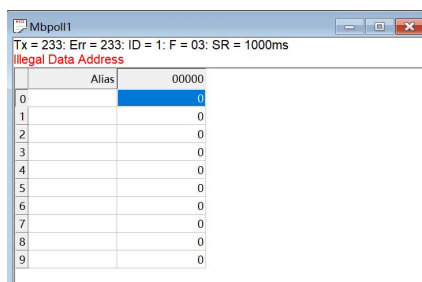 Mbpoll1
Tx = 233: Err = 233: ID = 1: F = 03: SR = 1000ms
Illegal Data Address
Alias 00000
0 0
1 0
2 0
3 0
4 0
5 0
6 0
7 0
8 0
9 0